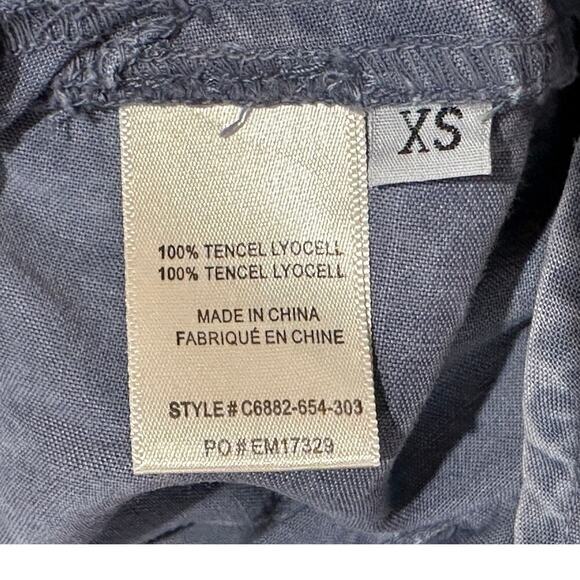 XS
100% TENCEL LYOCELL
100% TENCEL LYOCELL
MADE IN CHINA
FABRIQUÉ EN CHINE
STYLE # C6882-654-303
PO # EM17329